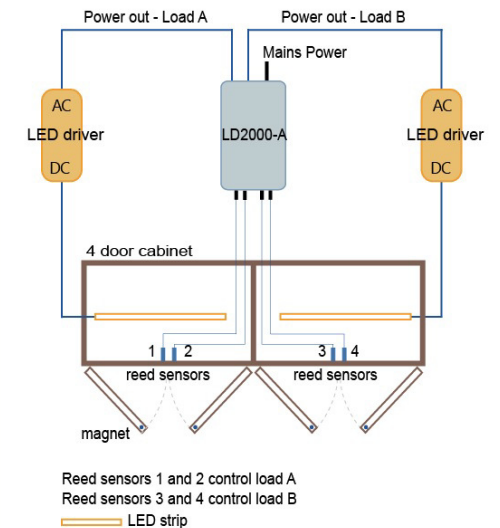 Power out - Load A
Power out - Load B
Mains Power
AC
LED driver
DC
LD2000-A
AC
LED driver
DC
4 door cabinet
1 2
3 4
reed sensors
reed sensors
magnet
Reed sensors 1 and 2 control load A
Reed sensors 3 and 4 control load B
LED strip